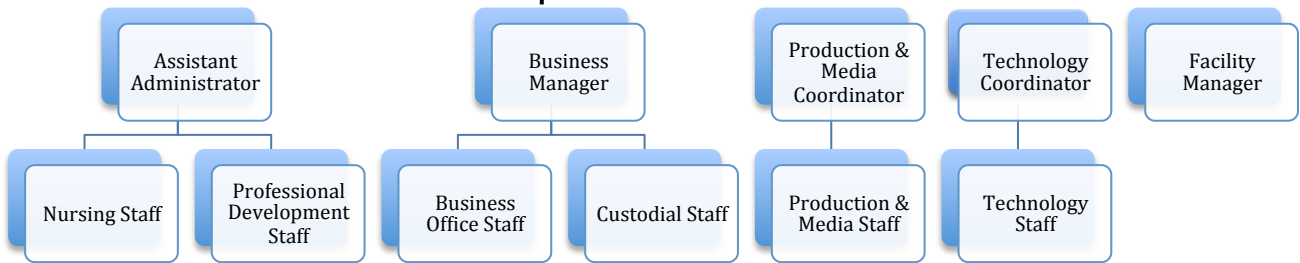 Assistant
Administrator
Business
Manager
Production &
Media
Coordinator
Technology
Coordinator
Facility
Manager
Nursing Staff
Professional
Development
Staff
Business
Office Staff
Custodial Staff
Production &
Media Staff
Technology
Staff